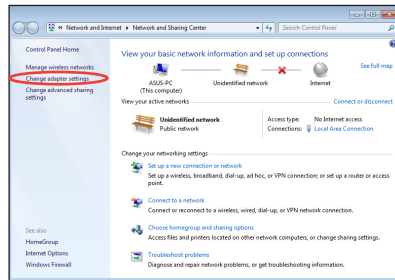 Network and Internet
Network and Sharing Center
Search Control Panel
Control Panel Home
Manage wireless networks
Change adapter settings
Change advanced sharing
settings
See also
HomeGroup
Internet Options
Windows Firewall
View your basic network information and set up connections
See full map
ASUS-PC
(This computer)
Unidentified network
Internet
View your active networks
Connect or disconnect
Unidentified network
Public network
Access type: No Internet access
Connections: Local Area Connection
Change your networking settings
Set up a new connection or network
Set up a wireless, broadband, dial-up, ad hoc, or VPN connection; or set up a router or access
point.
Connect to a network
Connect or reconnect to a wireless, wired, dial-up, or VPN network connection.
Choose homegroup and sharing options
Access files and printers located on other network computers, or change sharing settings.
Troubleshoot problems
Diagnose and repair network problems, or get troubleshooting information.